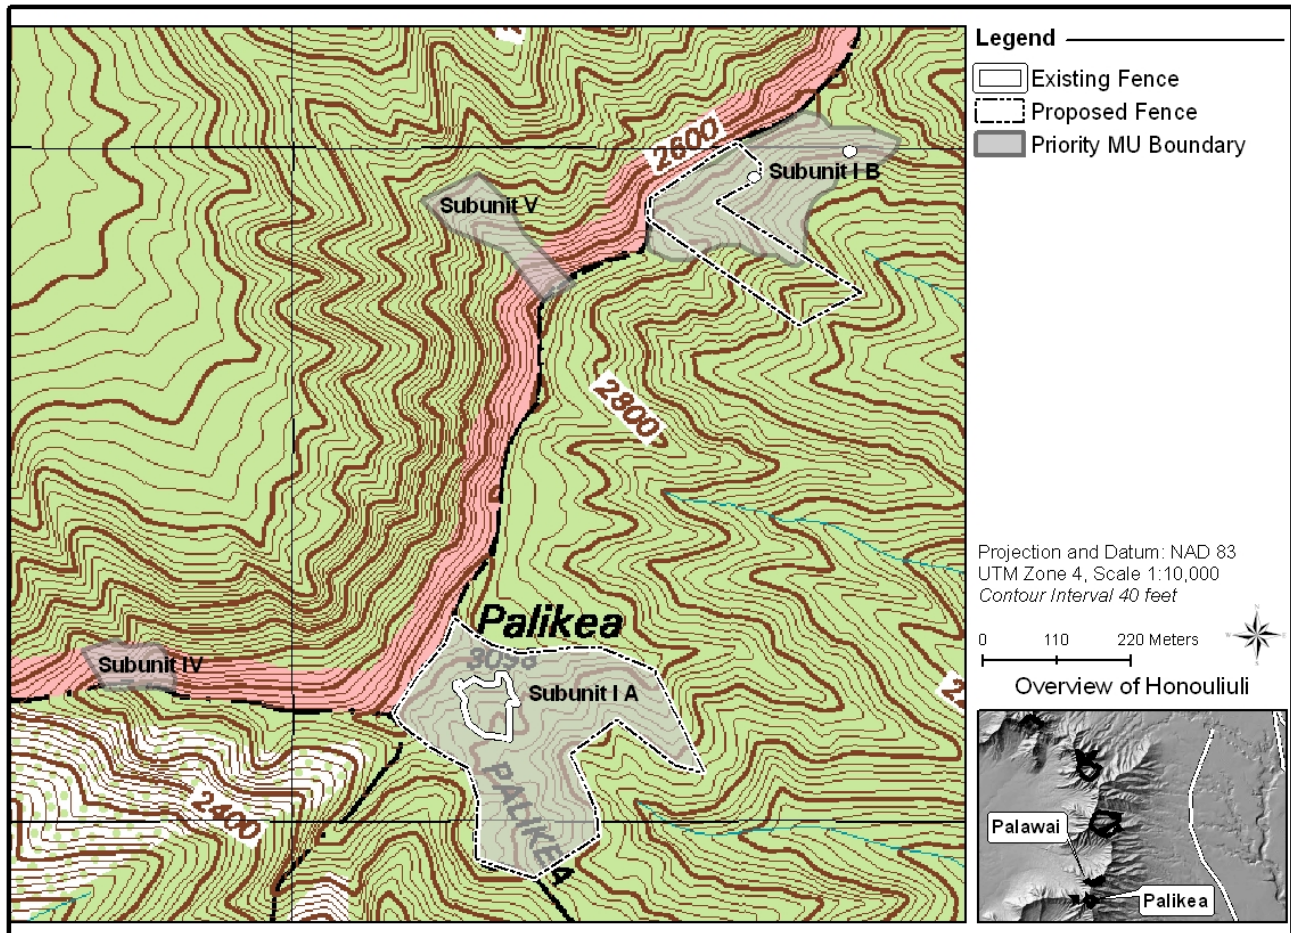 2600
Subunit I B
Subunit V
2800
Palikea
3098
Subunit IV
Subunit I A
PALIKEA
2400
Legend
Existing Fence
Proposed Fence
Priority MU Boundary
Projection and Datum: NAD 83
UTM Zone 4, Scale 1:10,000
Contour Interval 40 feet
0 110 220 Meters
Overview of Honouliuli
Palawai
Palikea